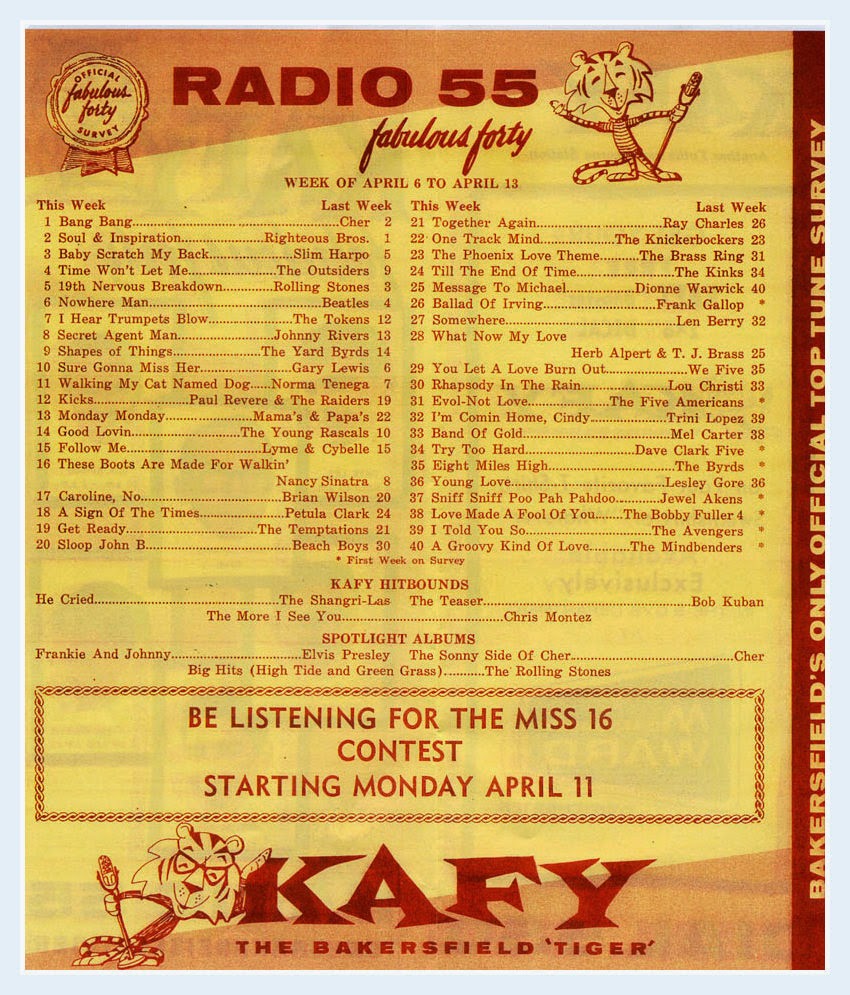 OFFICIAL
fabulous
forty
SURVEY
RADIO 55
fabulous forty
WEEK OF APRIL 6 TO APRIL 13
This Week Last Week
1 Bang Bang..........Cher 2
2 Soul & Inspiration..........Righteous Bros. 1
3 Baby Scratch My Back..........Slim Harpo 5
4 Time Won't Let Me..........The Outsiders 9
5 19th Nervous Breakdown..........Rolling Stones 3
6 Nowhere Man..........Beatles 4
7 I Hear Trumpets Blow..........The Tokens 12
8 Secret Agent Man..........Johnny Rivers 13
9 Shapes of Things..........The Yard Byrds 14
10 Sure Gonna Miss Her..........Gary Lewis 6
11 Walking My Cat Named Dog.....Norma Tenega 7
12 Kicks..........Paul Revere & The Raiders 19
13 Monday Monday..........Mama's & Papa's 22
14 Good Lovin..........The Young Rascals 10
15 Follow Me..........Lyme & Cybelle 15
16 These Boots Are Made For Walkin'
Nancy Sinatra 8
17 Caroline, No..........Brian Wilson 20
18 A Sign Of The Times..........Petula Clark 24
19 Get Ready..........The Temptations 21
20 Sloop John B..........Beach Boys 30
This Week Last Week
21 Together Again..........Ray Charles 26
22 One Track Mind..........The Knickerbockers 23
23 The Phoenix Love Theme..........The Brass Ring 31
24 Till The End Of Time..........The Kinks 34
25 Message To Michael..........Dionne Warwick 40
26 Ballad Of Irving..........Frank Gallop *
27 Somewhere..........Len Berry 32
28 What Now My Love
Herb Alpert & T. J. Brass 25
29 You Let A Love Burn Out..........We Five 35
30 Rhapsody In The Rain..........Lou Christi 33
31 Evol-Not Love..........The Five Americans *
32 I'm Comin Home, Cindy..........Trini Lopez 39
33 Band Of Gold..........Mel Carter 38
34 Try Too Hard..........Dave Clark Five *
35 Eight Miles High..........The Byrds *
36 Young Love..........Lesley Gore 36
37 Sniff Sniff Poo Pah Pahdoo..........Jewel Akens *
38 Love Made A Fool Of You.......The Bobby Fuller 4 *
39 I Told You So..........The Avengers *
40 A Groovy Kind Of Love..........The Mindbenders *
* First Week on Survey
KAFY HITBOUNDS
He Cried..........The Shangri-Las The Teaser..........Bob Kuban
The More I See You..........Chris Montez
SPOTLIGHT ALBUMS
Frankie And Johnny..........Elvis Presley The Sonny Side Of Cher..........Cher
Big Hits (High Tide and Green Grass)..........The Rolling Stones
BE LISTENING FOR THE MISS 16
CONTEST
STARTING MONDAY APRIL 11
KAFY
THE BAKERSFIELD 'TIGER'
BAKERSFIELD'S ONLY OFFICIAL TOP TUNE SURVEY